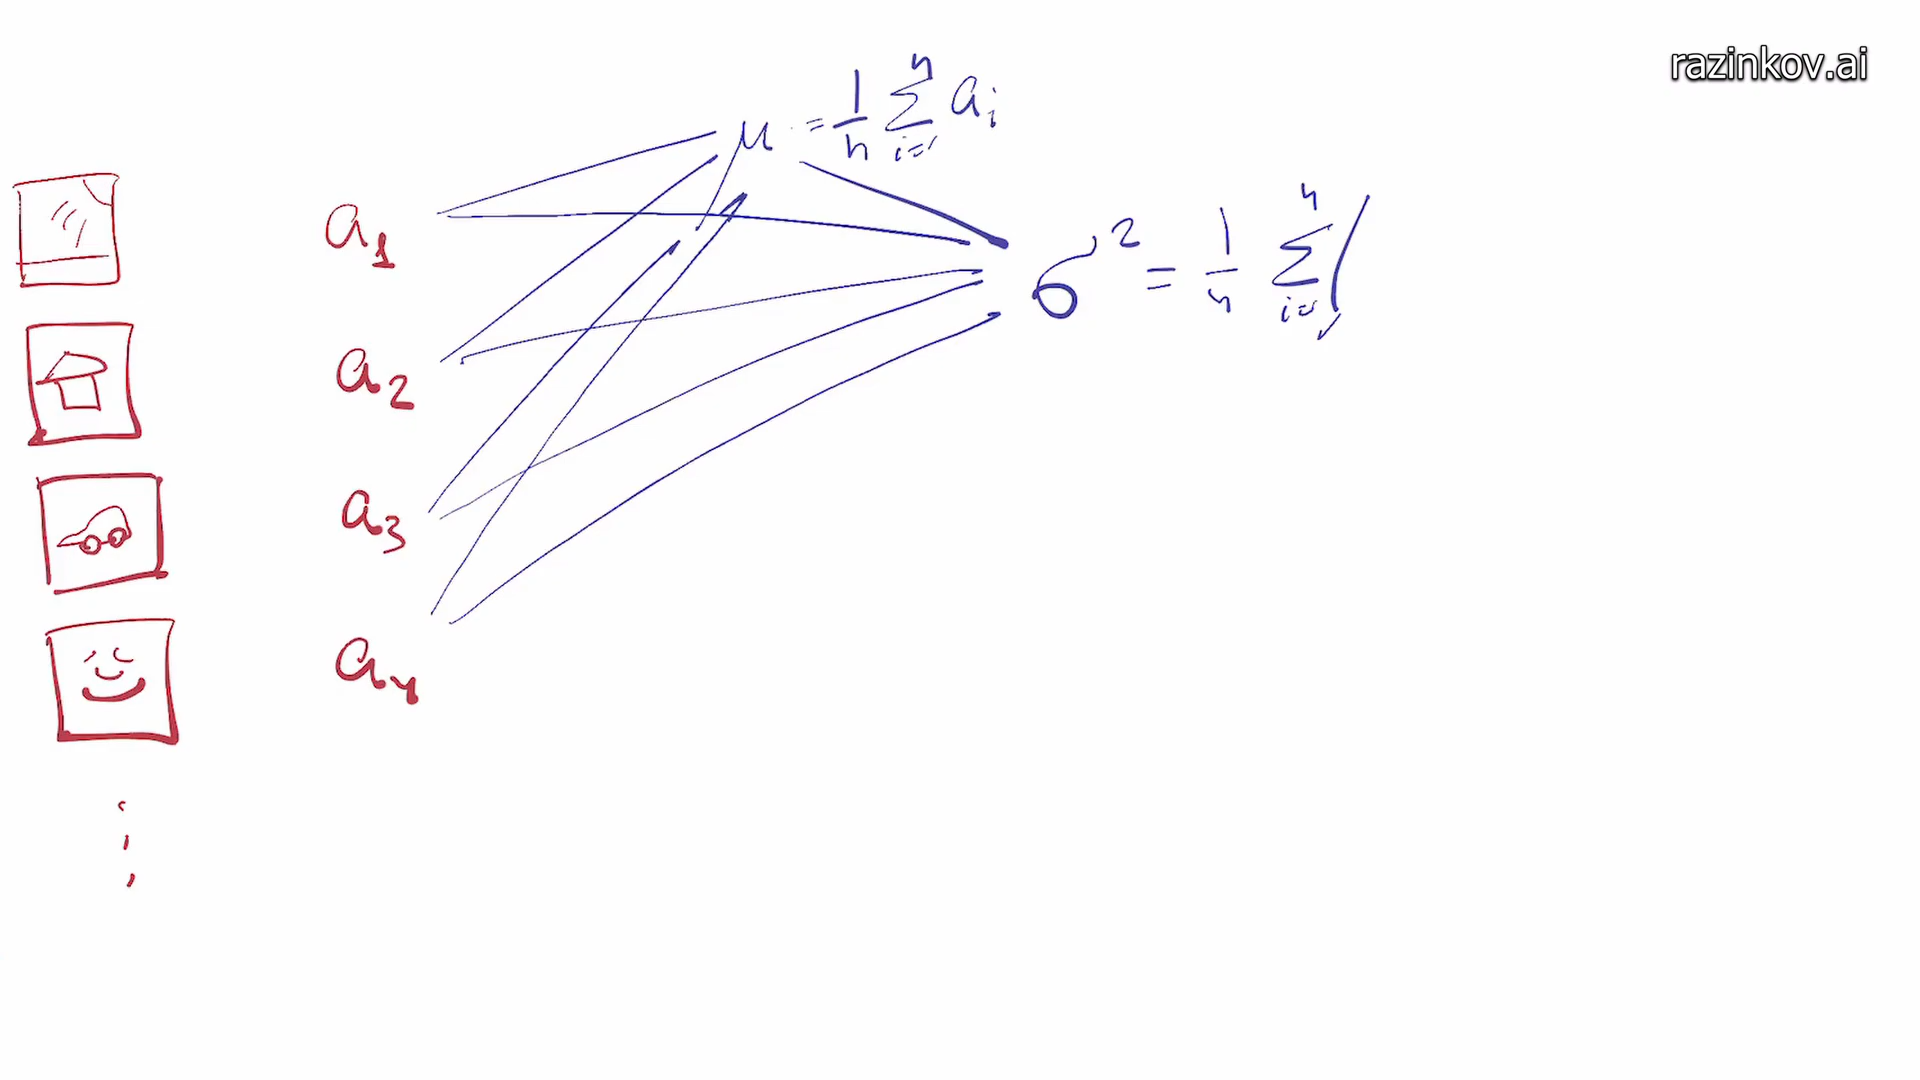 razinkov.ai
μ = 1/n Σ_{i=1}^{n} a_i
σ² = 1/n Σ_{i=1}^{n} (
a₁
a₂
a₃
a₄